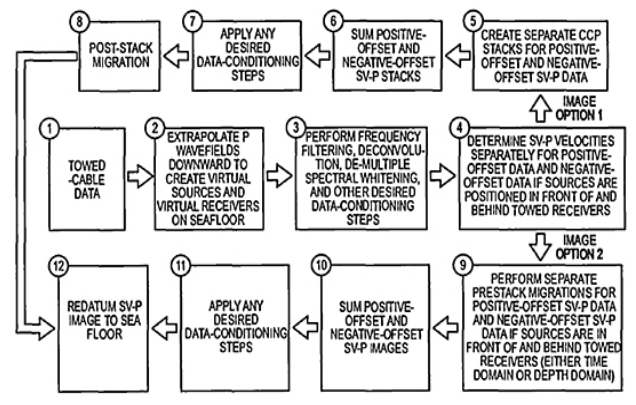 8
POST-STACK
MIGRATION
7
APPLY ANY
DESIRED
DATA-CONDITIONING
STEPS
6
SUM POSITIVE-
OFFSET AND
NEGATIVE-OFFSET
SV-P STACKS
5
CREATE SEPARATE CCP
STACKS FOR POSITIVE-
OFFSET AND NEGATIVE-
OFFSET SV-P DATA
IMAGE
OPTION 1
1
TOWED
-CABLE
DATA
2
EXTRAPOLATE P
WAVEFIELDS
DOWNWARD TO
CREATE VIRTUAL
SOURCES AND
VIRTUAL RECEIVERS
ON SEAFLOOR
3
PERFORM FREQUENCY
FILTERING, DECONVOLU-
TION, DE-MULTIPLE
SPECTRAL WHITENING,
AND OTHER DESIRED
DATA-CONDITIONING
STEPS
4
DETERMINE SV-P VELOCITIES
SEPARATELY FOR POSITIVE-
OFFSET DATA AND NEGATIVE-
OFFSET DATA IF SOURCES ARE
POSITIONED IN FRONT OF AND
BEHIND TOWED RECEIVERS
IMAGE
OPTION 2
12
REDATUM SV-P
IMAGE TO SEA
FLOOR
11
APPLY ANY
DESIRED
DATA-CONDITIONING
STEPS
10
SUM POSITIVE-
OFFSET AND
NEGATIVE-OFFSET
SV-P IMAGES
9
PERFORM SEPARATE
PRESTACK MIGRATIONS FOR
POSITIVE-OFFSET SV-P DATA
AND NEGATIVE-OFFSET SV-P
DATA IF SOURCES ARE IN
FRONT OF AND BEHIND TOWED
RECEIVERS (EITHER TIME
DOMAIN OR DEPTH DOMAIN)